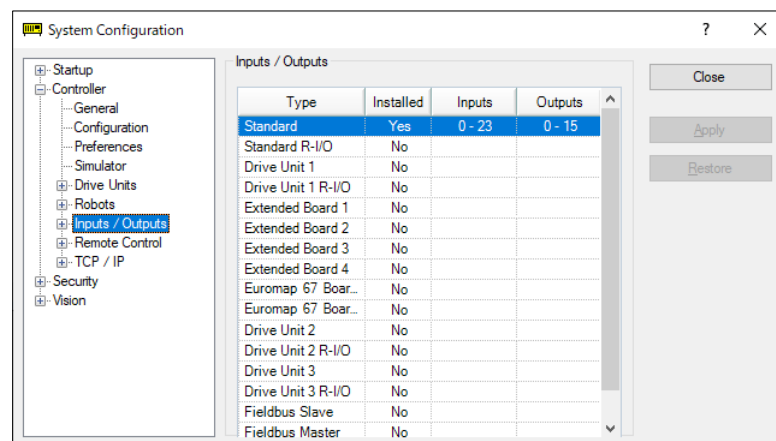 System Configuration
? ×
Startup
Controller
General
Configuration
Preferences
Simulator
Drive Units
Robots
Inputs / Outputs
Remote Control
TCP / IP
Security
Vision
Inputs / Outputs
Type Installed Inputs Outputs
Standard Yes 0 - 23 0 - 15
Standard R-I/O No
Drive Unit 1 No
Drive Unit 1 R-I/O No
Extended Board 1 No
Extended Board 2 No
Extended Board 3 No
Extended Board 4 No
Euromap 67 Boar... No
Euromap 67 Boar... No
Drive Unit 2 No
Drive Unit 2 R-I/O No
Drive Unit 3 No
Drive Unit 3 R-I/O No
Fieldbus Slave No
Fieldbus Master No
Close
Apply
Restore